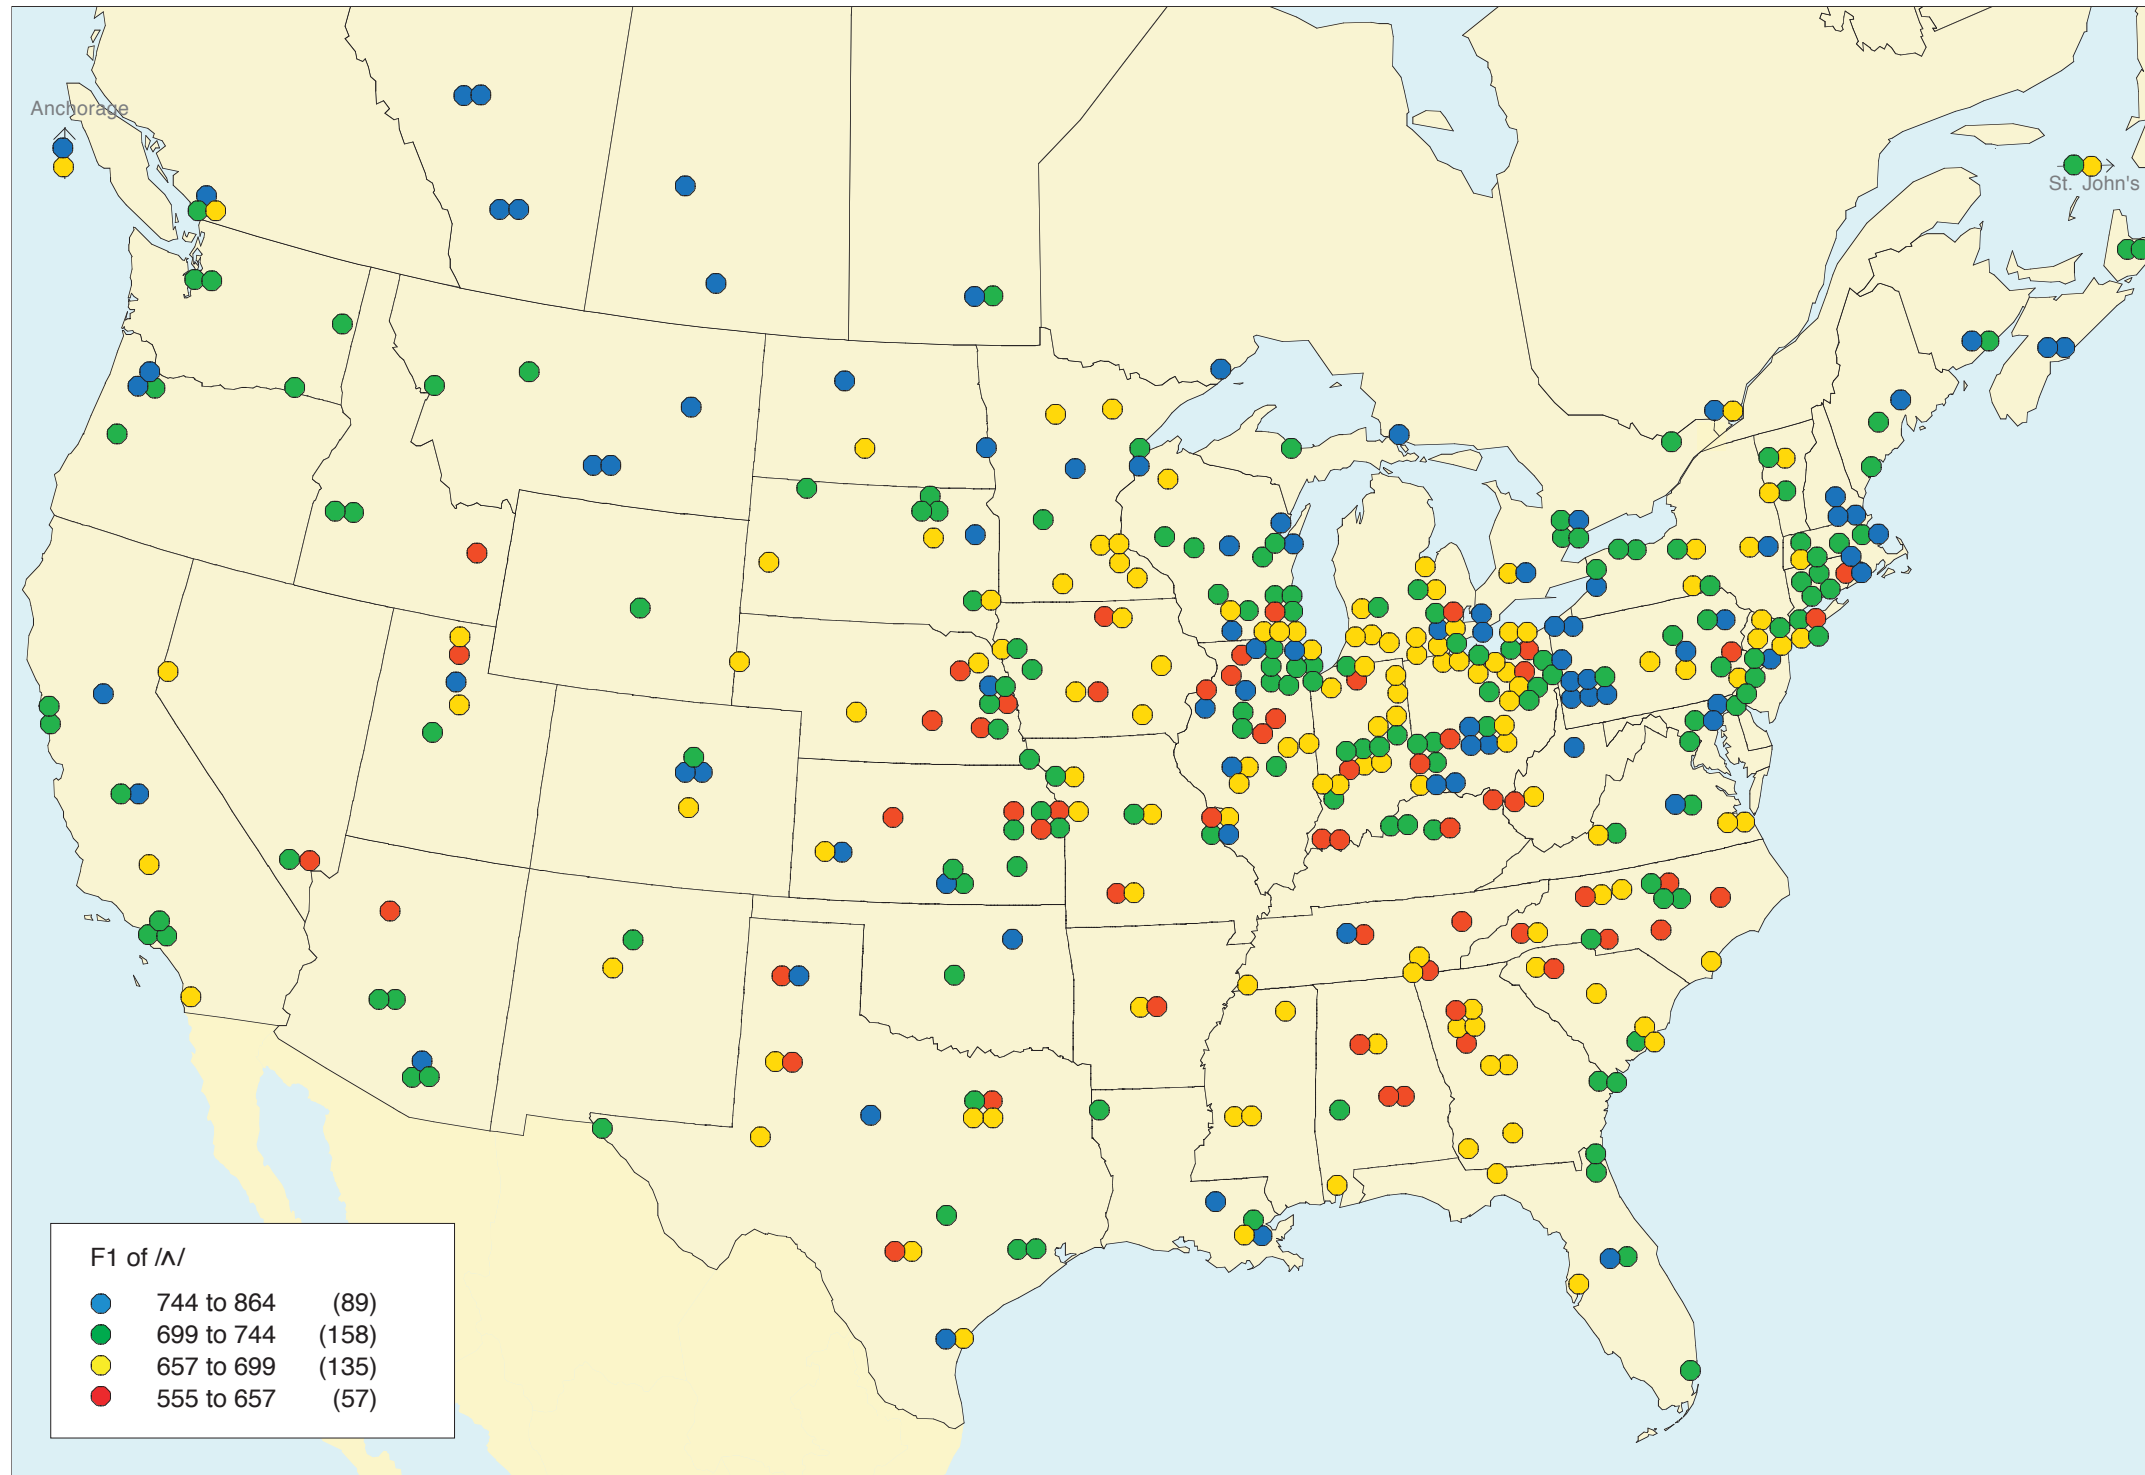 Anchorage
St. John's
F1 of /ʌ/
744 to 864 (89)
699 to 744 (158)
657 to 699 (135)
555 to 657 (57)